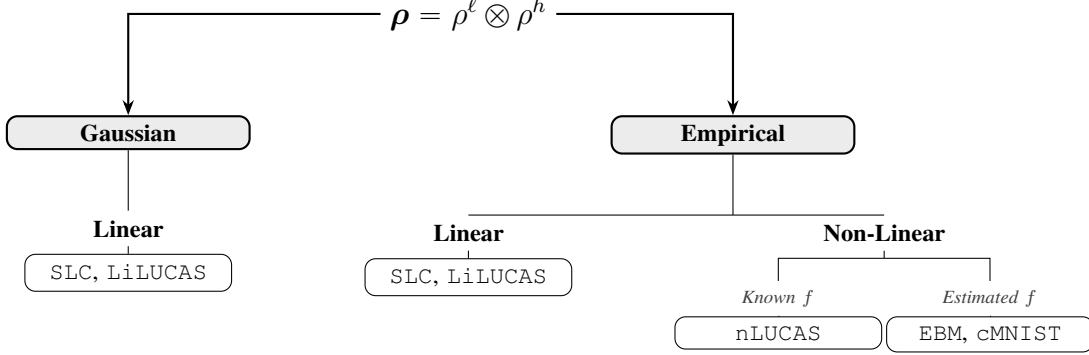 𝝆 = ρ^ℓ ⊗ ρ^h
Gaussian
Empirical
Linear
Linear
Non-Linear
SLC, LiLUCAS
SLC, LiLUCAS
Known f
Estimated f
nLUCAS
EBM, cMNIST